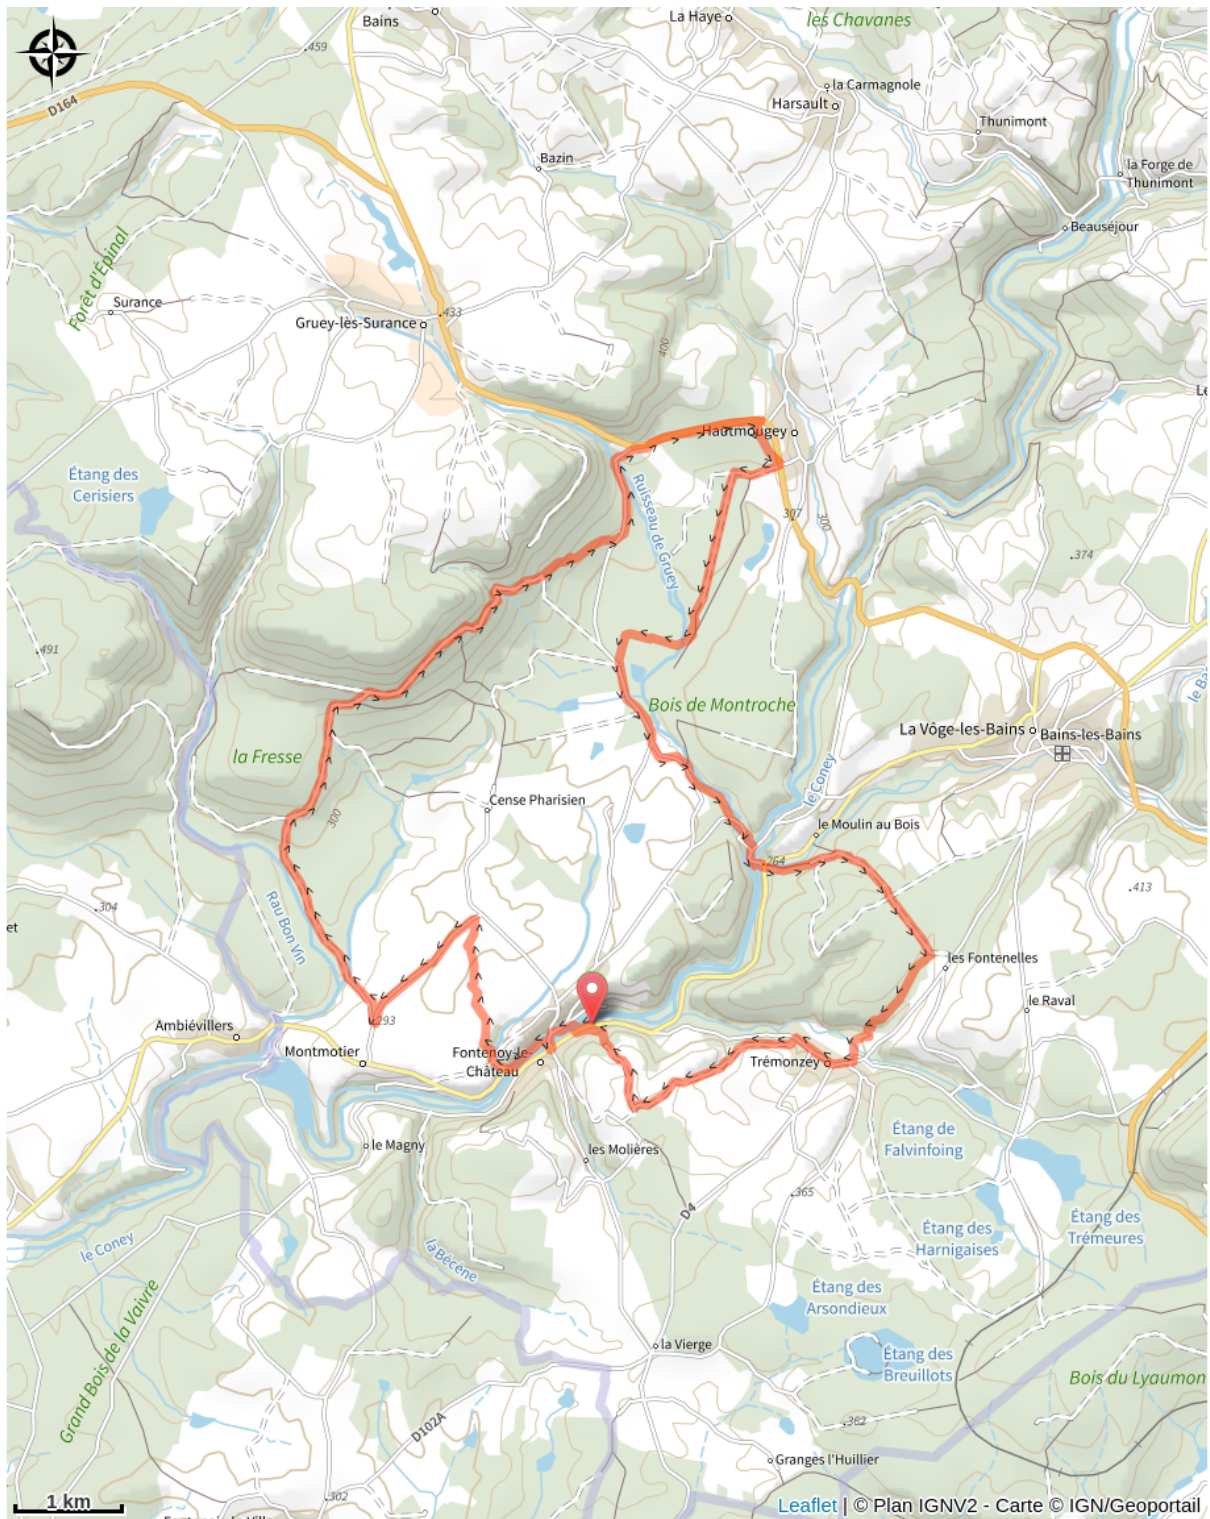 Bains
La Haye
les Chavanes
459
la Carmagnole
Harsault
D164
Thunimont
Bazin
la Forge de
Thunimont
Beauséjour
Forêt d'Épinal
Surance
433
Gruey-lès-Surance
400
Hautmougey
Étang des
Cerisiers
Ruisseau de Gruey
307
300
374
491
Bois de Montroche
la Fresse
La Vôge-les-Bains
Bains-les-Bains
le Coney
Cense Pharisien
300
le Moulin au Bois
264
413
304
Rau Bon Vin
les Fontenelles
le Raval
293
Ambiévillers
Montmotier
Fontenoy-le-
Château
Trémonzey
le Magny
les Molières
Étang de
Falvinfoing
365
D4
Étang des
Harnigaises
Étang des
Trémeures
le Coney
la Bécène
Étang des
Arsondieux
la Vierge
Étang des
Breuillots
Grand Bois de la Vaivre
Bois du Lyaumon
D102A
362
Granges l'Huillier
302
1 km
Leaflet | © Plan IGNV2 - Carte © IGN/Geoportail